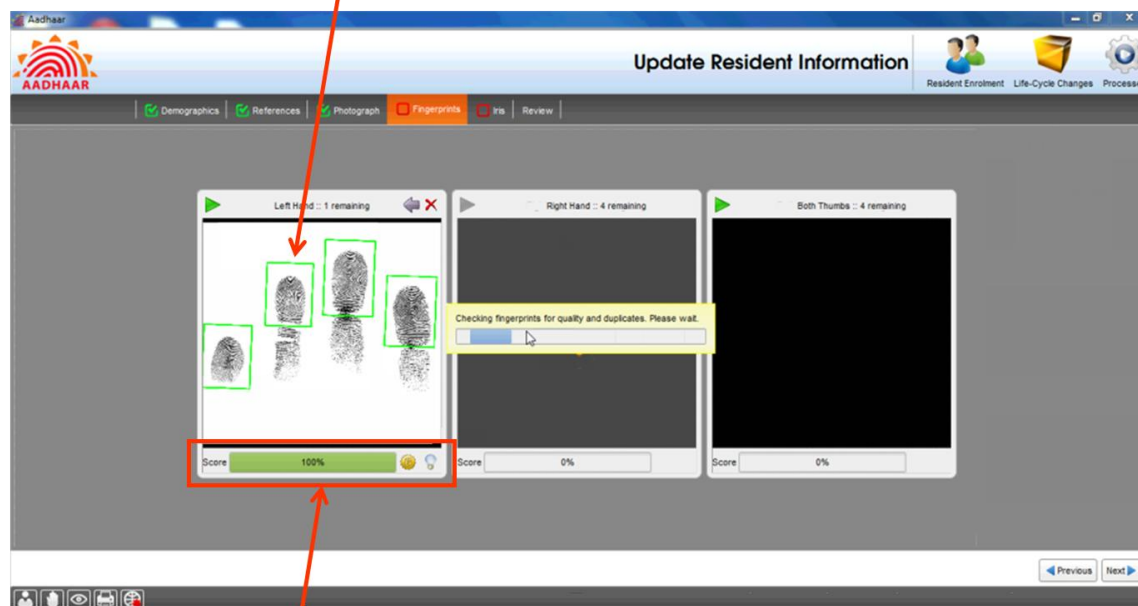 Aadhaar
AADHAAR
Update Resident Information
Resident Enrolment
Life-Cycle Changes
Demographics
References
Photograph
Fingerprints
Iris
Review
Left Hand :: 1 remaining
Right Hand :: 4 remaining
Both Thumbs :: 4 remaining
Checking fingerprints for quality and duplicates. Please wait.
Score 100%
Score 0%
Score 0%
Previous
Next